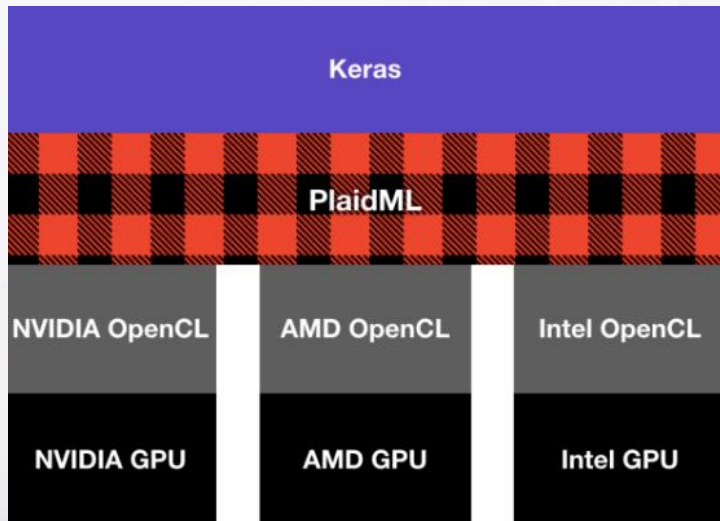 Keras
PlaidML
NVIDIA OpenCL
AMD OpenCL
Intel OpenCL
NVIDIA GPU
AMD GPU
Intel GPU